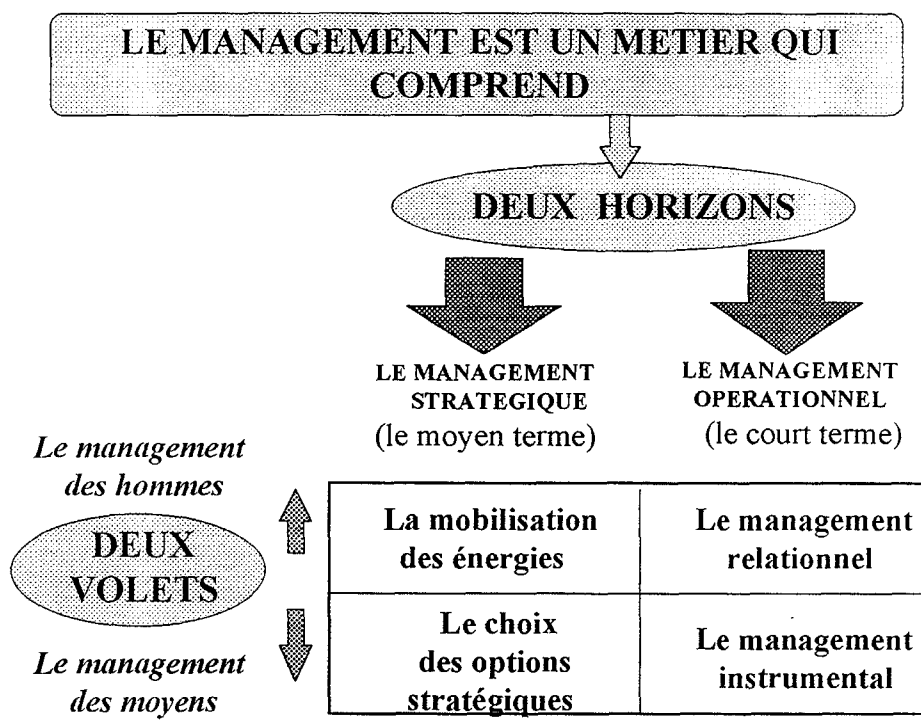 LE MANAGEMENT EST UN METIER QUI
COMPREND
DEUX HORIZONS
LE MANAGEMENT
STRATEGIQUE
(le moyen terme)
LE MANAGEMENT
OPERATIONNEL
(le court terme)
Le management
des hommes
DEUX
VOLETS
Le management
des moyens
La mobilisation
des énergies
Le management
relationnel
Le choix
des options
stratégiques
Le management
instrumental